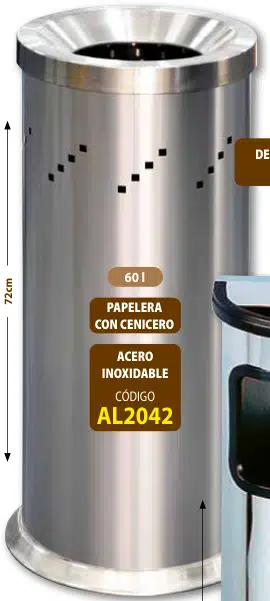 DE
72cm
60 l
PAPELERA
CON CENICERO
ACERO
INOXIDABLE
CÓDIGO
AL2042